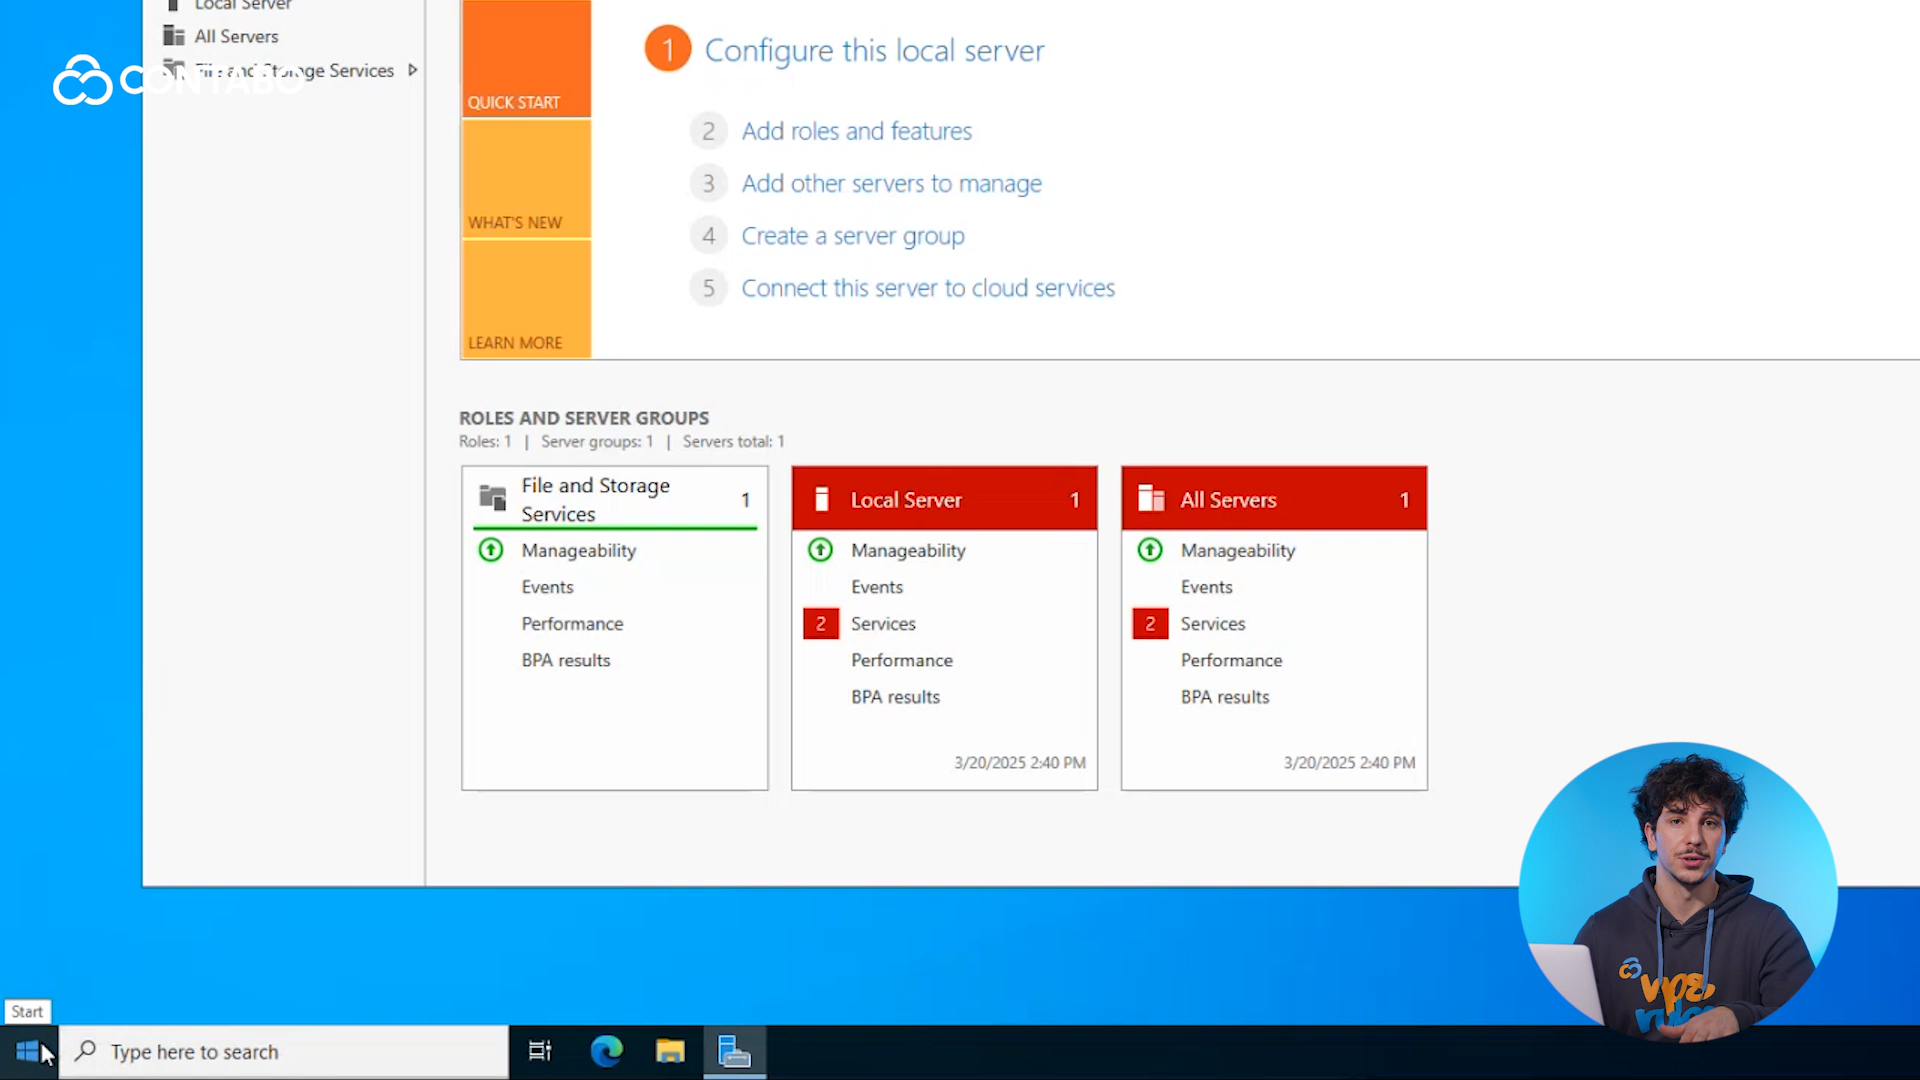 Local Server
All Servers
File and Storage Services
CONTABO
QUICK START
WHAT'S NEW
LEARN MORE
1 Configure this local server
2 Add roles and features
3 Add other servers to manage
4 Create a server group
5 Connect this server to cloud services
ROLES AND SERVER GROUPS
Roles: 1 | Server groups: 1 | Servers total: 1
File and Storage
Services
1
Manageability
Events
Performance
BPA results
Local Server 1
Manageability
Events
2 Services
Performance
BPA results
3/20/2025 2:40 PM
All Servers 1
Manageability
Events
2 Services
Performance
BPA results
3/20/2025 2:40 PM
Start
Type here to search